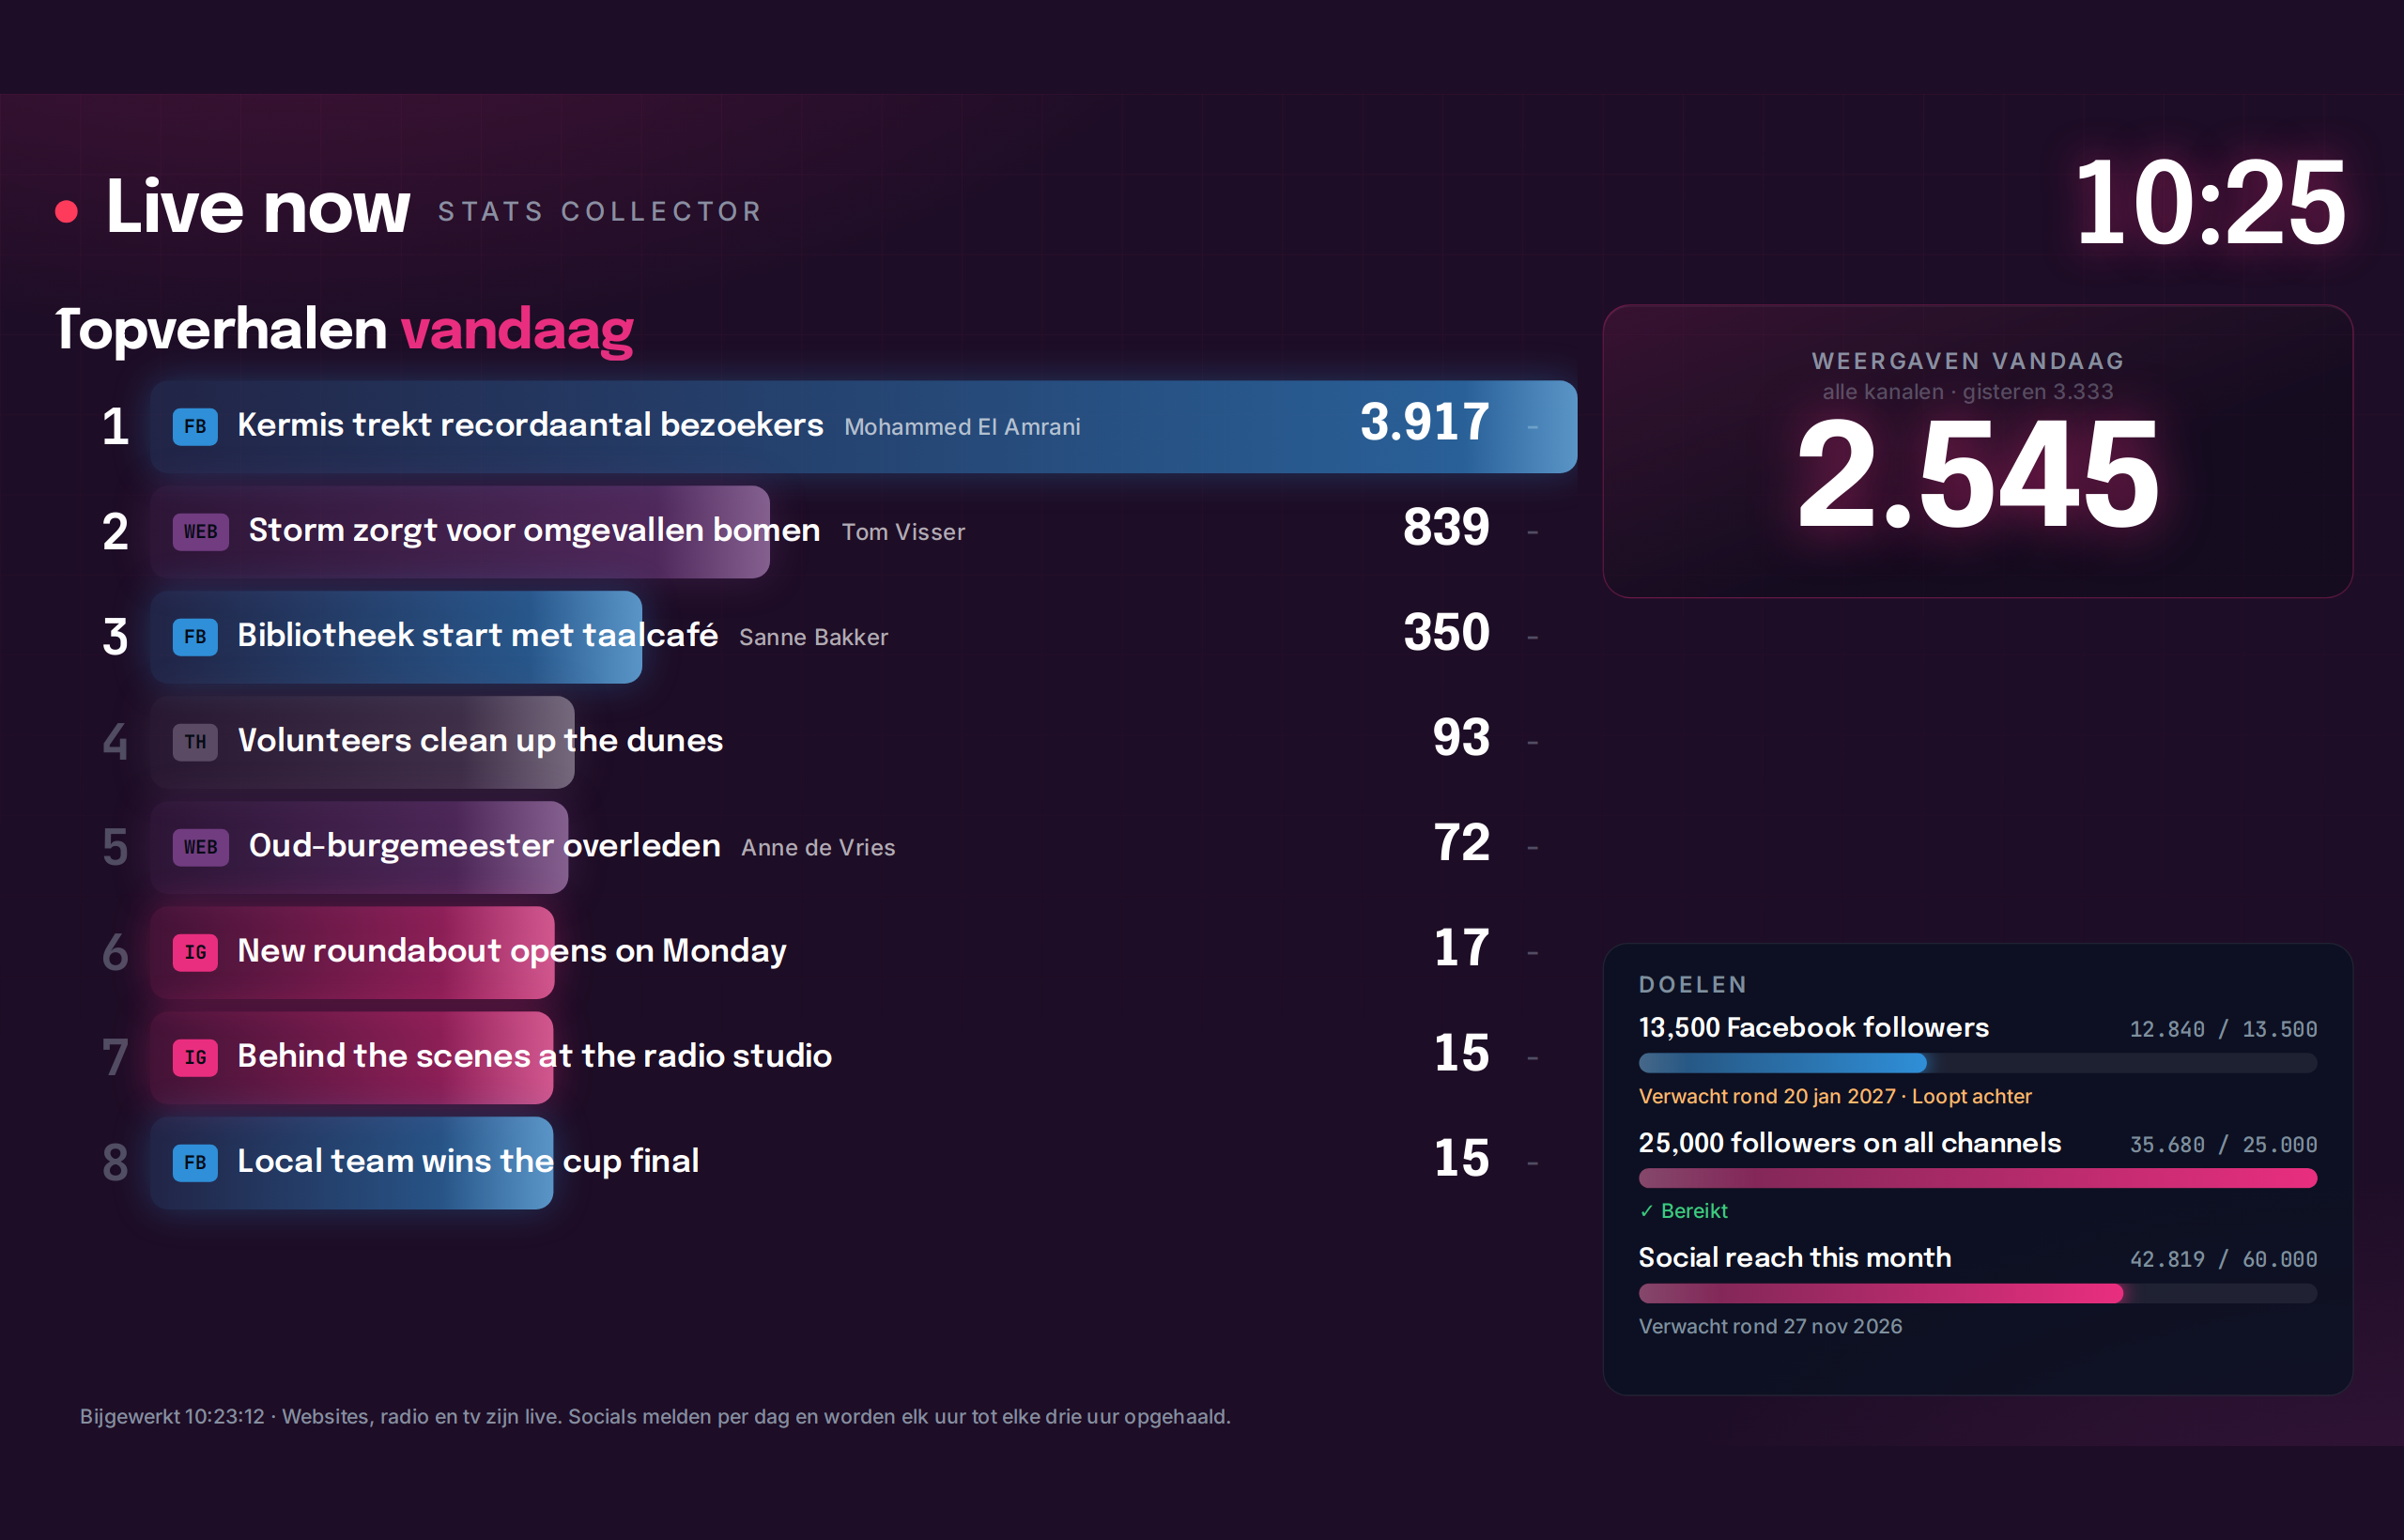 Live now STATS COLLECTOR
10:25
Topverhalen vandaag
1 FB Kermis trekt recordaantal bezoekers Mohammed El Amrani 3.917 -
2 WEB Storm zorgt voor omgevallen bomen Tom Visser 839 -
3 FB Bibliotheek start met taalcafé Sanne Bakker 350 -
4 TH Volunteers clean up the dunes 93 -
5 WEB Oud-burgemeester overleden Anne de Vries 72 -
6 IG New roundabout opens on Monday 17 -
7 IG Behind the scenes at the radio studio 15 -
8 FB Local team wins the cup final 15 -
WEERGAVEN VANDAAG
alle kanalen · gisteren 3.333
2.545
DOELEN
13,500 Facebook followers 12.840 / 13.500
Verwacht rond 20 jan 2027 · Loopt achter
25,000 followers on all channels 35.680 / 25.000
✓ Bereikt
Social reach this month 42.819 / 60.000
Verwacht rond 27 nov 2026
Bijgewerkt 10:23:12 · Websites, radio en tv zijn live. Socials melden per dag en worden elk uur tot elke drie uur opgehaald.